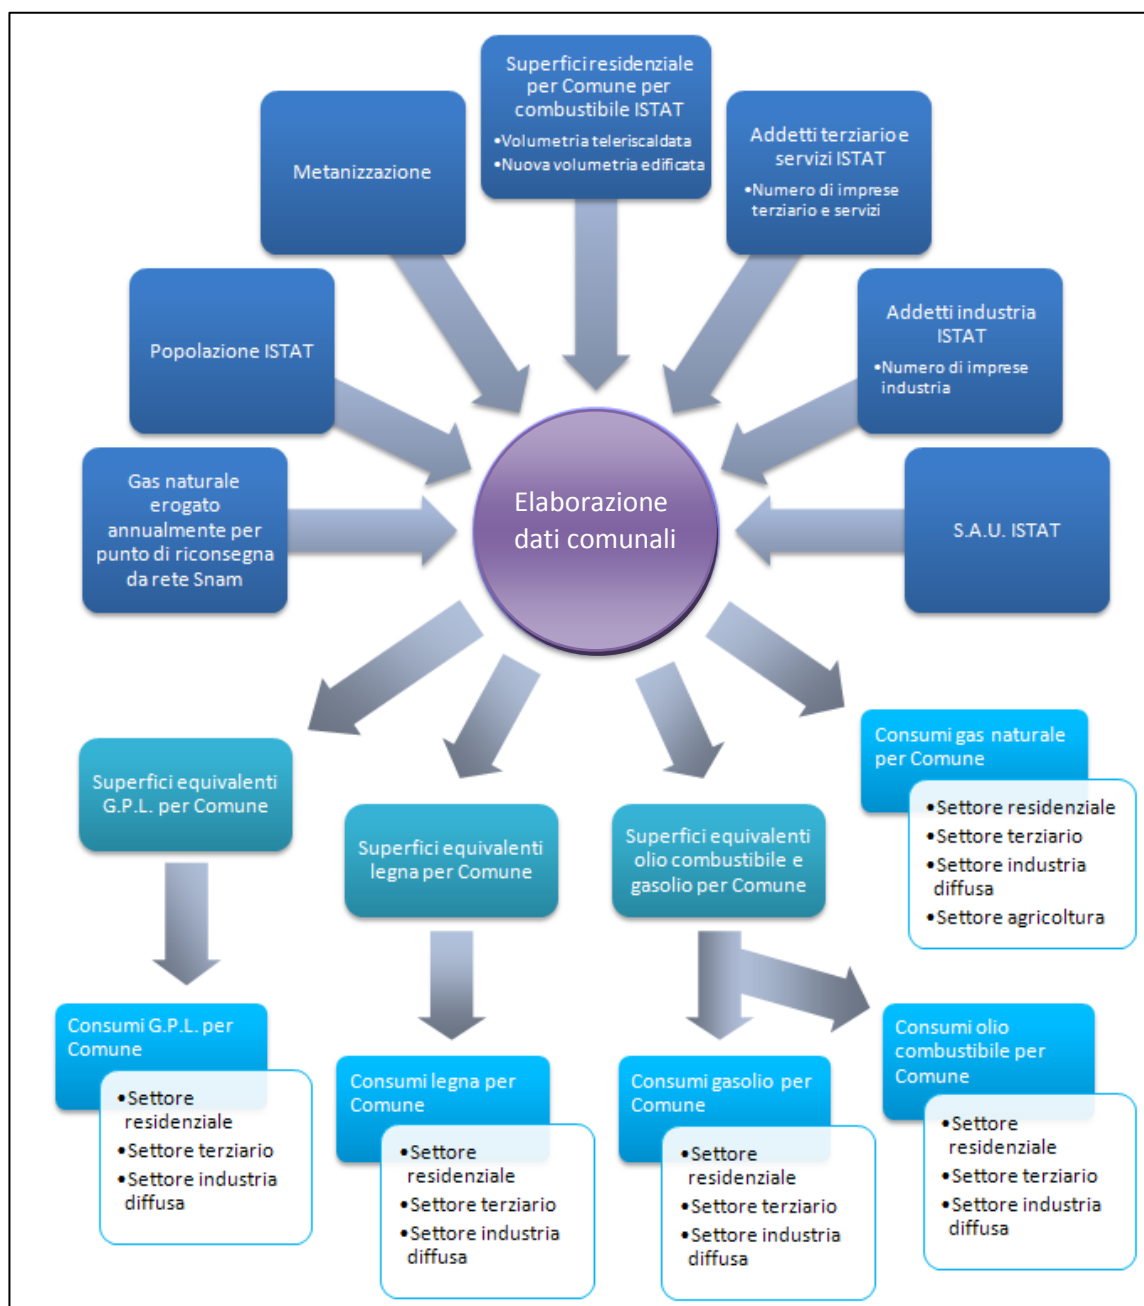 Superfici residenziale
per Comune per
combustibile ISTAT
•Volumetria teleriscaldata
•Nuova volumetria edificata
Metanizzazione
Addetti terziario e
servizi ISTAT
•Numero di imprese
terziario e servizi
Popolazione ISTAT
Addetti industria
ISTAT
•Numero di imprese
industria
Gas naturale
erogato
annualmente per
punto di riconsegna
da rete Snam
Elaborazione
dati comunali
S.A.U. ISTAT
Superfici equivalenti
G.P.L. per Comune
Superfici equivalenti
legna per Comune
Superfici equivalenti
olio combustibile e
gasolio per Comune
Consumi gas naturale
per Comune
•Settore residenziale
•Settore terziario
•Settore industria
diffusa
•Settore agricoltura
Consumi G.P.L. per
Comune
•Settore
residenziale
•Settore terziario
•Settore industria
diffusa
Consumi legna per
Comune
•Settore
residenziale
•Settore terziario
•Settore industria
diffusa
Consumi gasolio per
Comune
•Settore
residenziale
•Settore terziario
•Settore industria
diffusa
Consumi olio
combustibile per
Comune
•Settore
residenziale
•Settore terziario
•Settore industria
diffusa